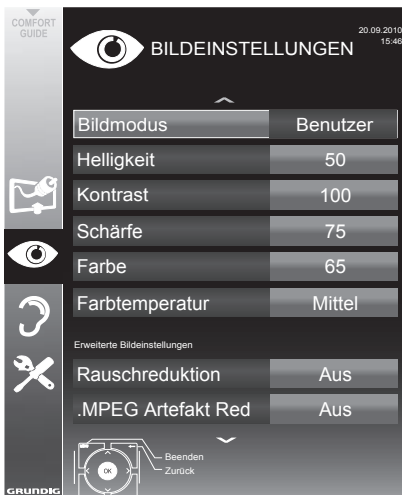 COMFORT
GUIDE
BILDEINSTELLUNGEN
20.09.2010
15:46
Bildmodus Benutzer
Helligkeit 50
Kontrast 100
Schärfe 75
Farbe 65
Farbtemperatur Mittel
Erweiterte Bildeinstellungen
Rauschreduktion Aus
.MPEG Artefakt Red Aus
Beenden
Zurück
OK
GRUNDIG